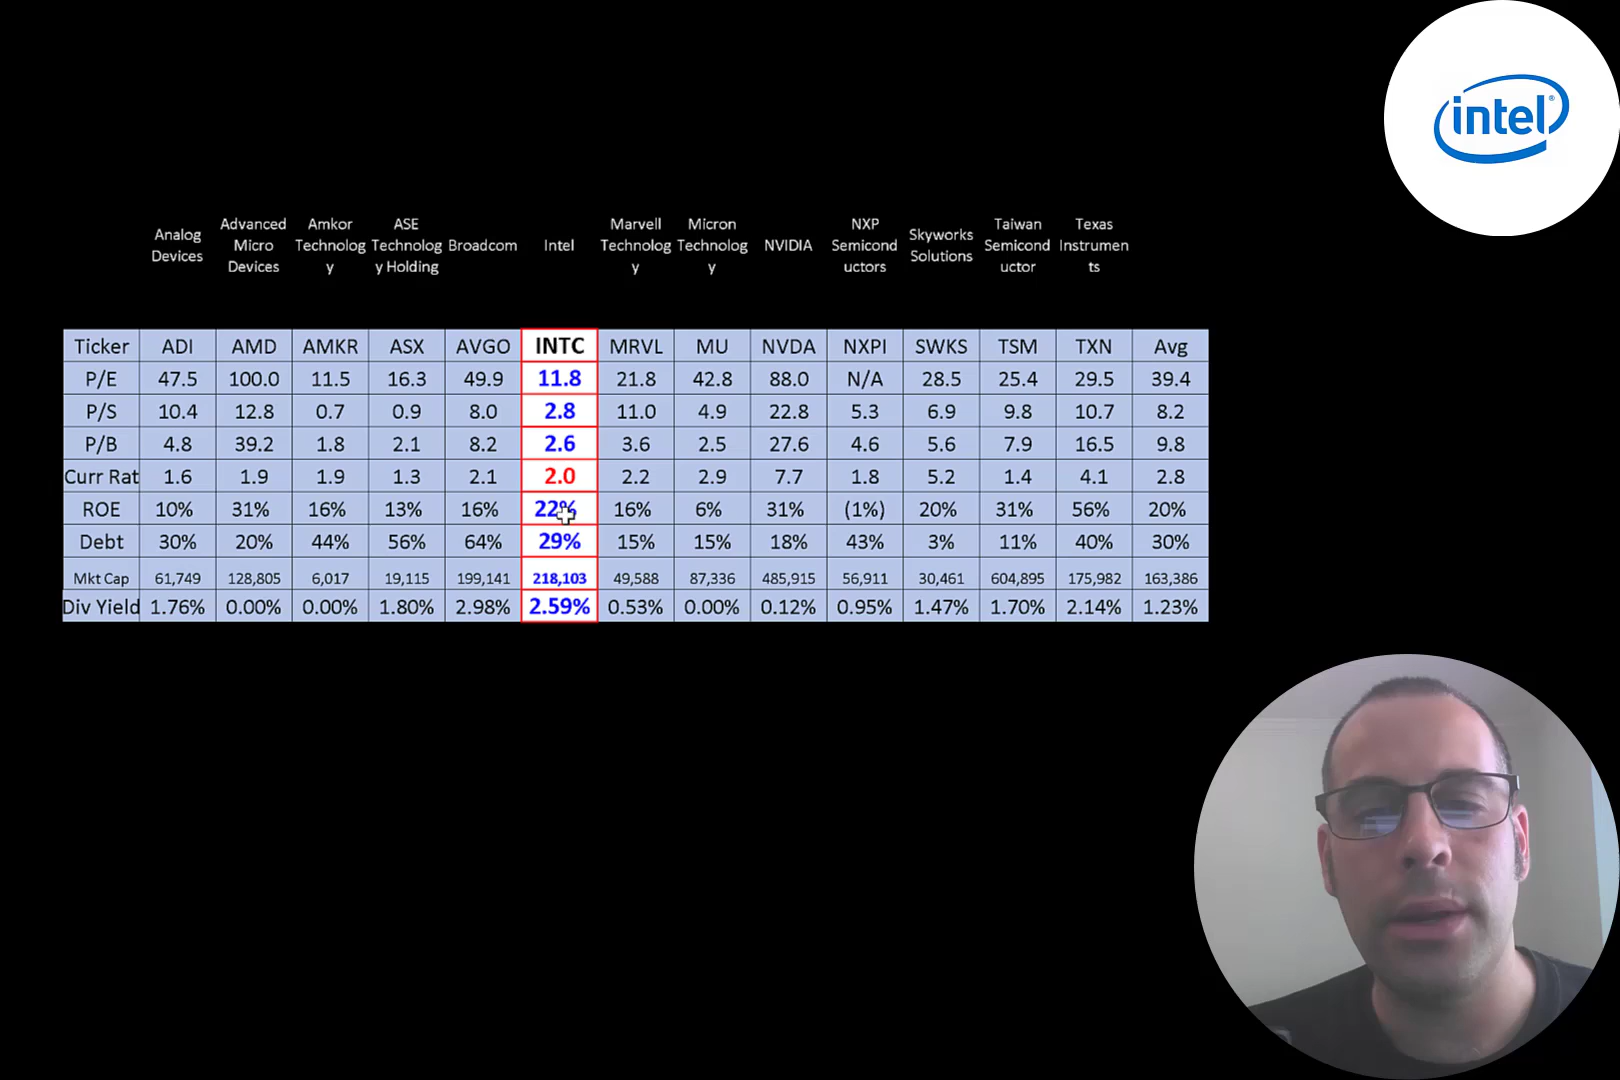 intel®
Analog
Devices
Advanced
Micro
Devices
Amkor
Technolog
y
ASE
Technolog
y Holding
Broadcom
Intel
Marvell
Technolog
y
Micron
Technolog
y
NVIDIA
NXP
Semicond
uctors
Skyworks
Solutions
Taiwan
Semicond
uctor
Texas
Instrumen
ts
Ticker ADI AMD AMKR ASX AVGO INTC MRVL MU NVDA NXPI SWKS TSM TXN Avg
P/E 47.5 100.0 11.5 16.3 49.9 11.8 21.8 42.8 88.0 N/A 28.5 25.4 29.5 39.4
P/S 10.4 12.8 0.7 0.9 8.0 2.8 11.0 4.9 22.8 5.3 6.9 9.8 10.7 8.2
P/B 4.8 39.2 1.8 2.1 8.2 2.6 3.6 2.5 27.6 4.6 5.6 7.9 16.5 9.8
Curr Rat 1.6 1.9 1.9 1.3 2.1 2.0 2.2 2.9 7.7 1.8 5.2 1.4 4.1 2.8
ROE 10% 31% 16% 13% 16% 22% 16% 6% 31% (1%) 20% 31% 56% 20%
Debt 30% 20% 44% 56% 64% 29% 15% 15% 18% 43% 3% 11% 40% 30%
Mkt Cap 61,749 128,805 6,017 19,115 199,141 218,103 49,588 87,336 485,915 56,911 30,461 604,895 175,982 163,386
Div Yield 1.76% 0.00% 0.00% 1.80% 2.98% 2.59% 0.53% 0.00% 0.12% 0.95% 1.47% 1.70% 2.14% 1.23%